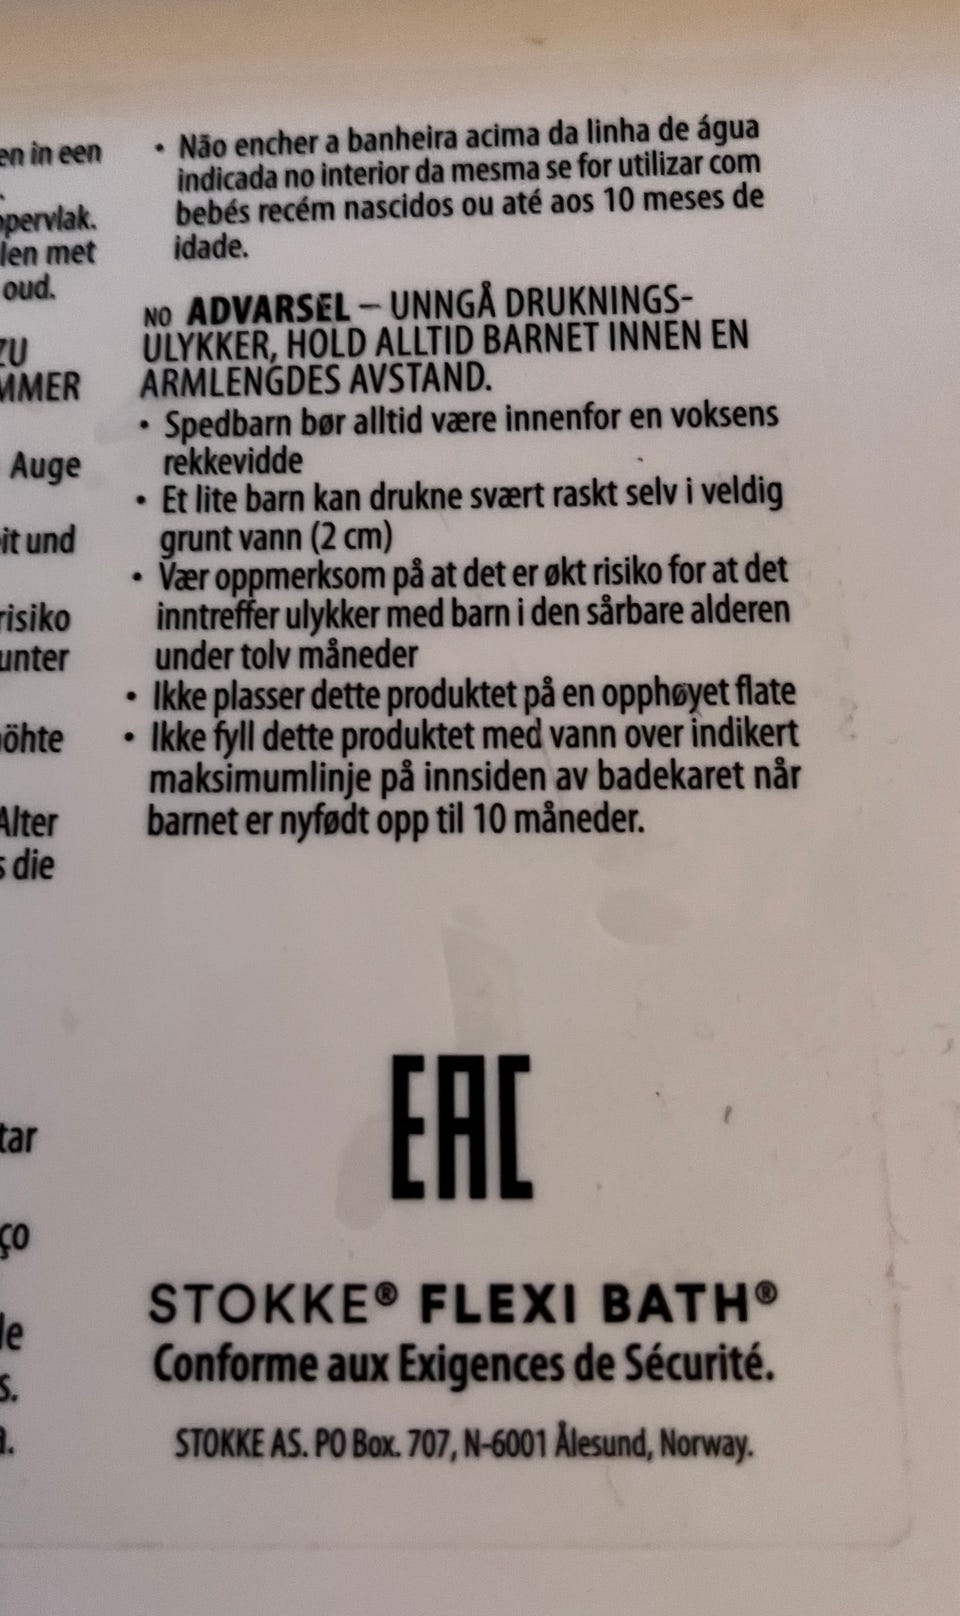 en in een
.
opervlak.
len met
oud.
ZU
MMER
Auge
it und
risiko
unter
höhte
Alter
s die
tar
ço
le
s.
a.
• Não encher a banheira acima da linha de água
indicada no interior da mesma se for utilizar com
bebés recém nascidos ou até aos 10 meses de
idade.
NO ADVARSEL – UNNGÅ DRUKNINGS-
ULYKKER, HOLD ALLTID BARNET INNEN EN
ARMLENGDES AVSTAND.
• Spedbarn bør alltid være innenfor en voksens
rekkevidde
• Et lite barn kan drukne svært raskt selv i veldig
grunt vann (2 cm)
• Vær oppmerksom på at det er økt risiko for at det
inntreffer ulykker med barn i den sårbare alderen
under tolv måneder
• Ikke plasser dette produktet på en opphøyet flate
• Ikke fyll dette produktet med vann over indikert
maksimumlinje på innsiden av badekaret når
barnet er nyfødt opp til 10 måneder.
EAC
STOKKE® FLEXI BATH®
Conforme aux Exigences de Sécurité.
STOKKE AS. PO Box. 707, N-6001 Ålesund, Norway.